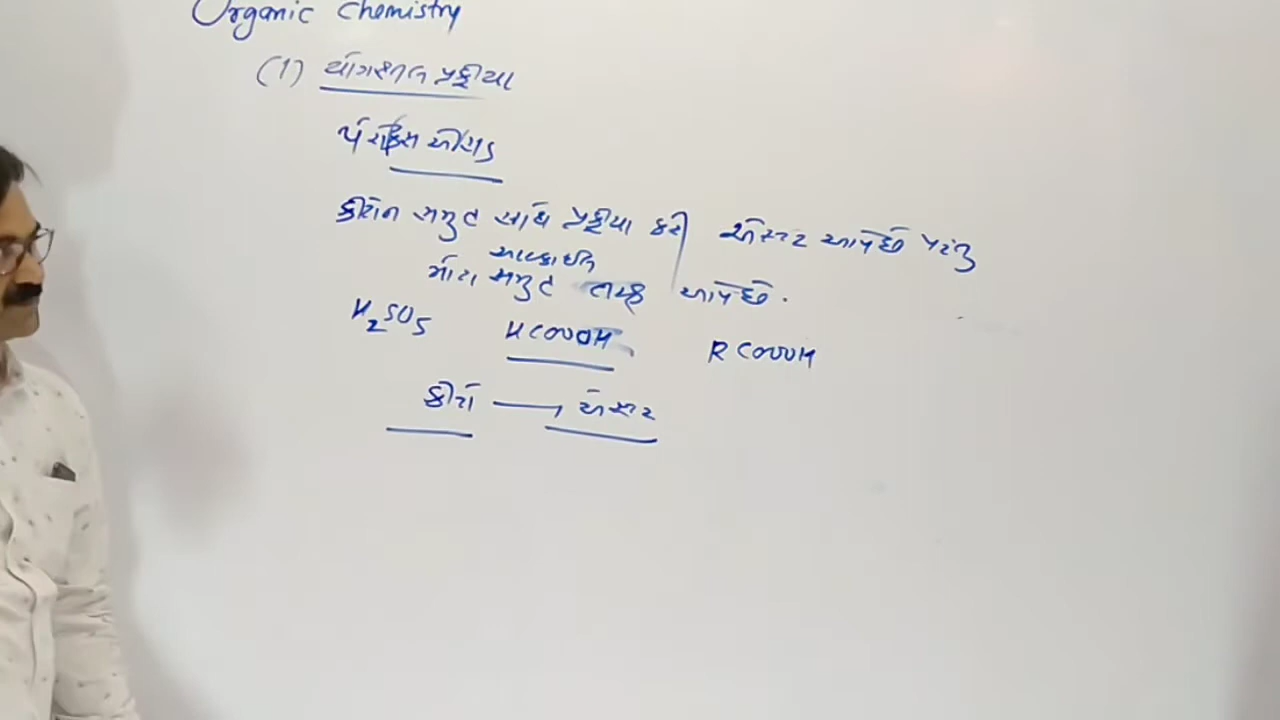 Organic Chemistry
(1) યોગશીલ પ્રક્રીયા
એસીડ
કીટોન સમુહ સાથે પ્રક્રીયા કરી એસ્ટર આપેછે પરંતુ
આલ્કાઈલ
મોટા સમુહ તરફ આપેછે.
H2SO5 HCOOOH RCOOOH
કીટો → એસ્ટર